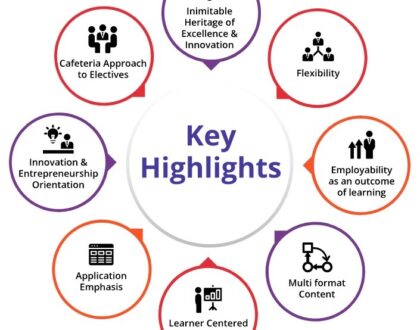 Inimitable
Heritage of
Excellence &
Innovation
Cafeteria Approach
to Electives
Flexibility
Key
Highlights
Innovation &
Entrepreneurship
Orientation
Employability
as an outcome
of learning
Application
Emphasis
Multi format
Content
Learner Centered